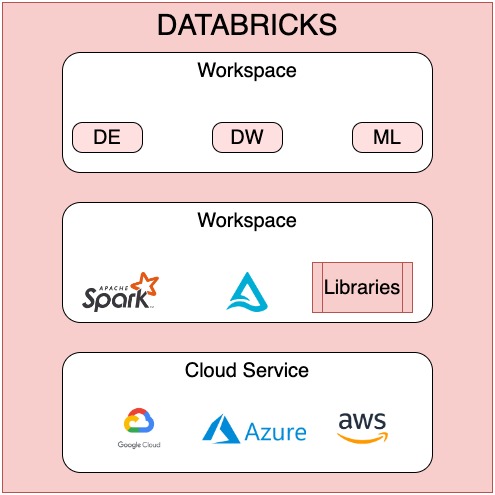 DATABRICKS
Workspace
DE
DW
ML
Workspace
APACHE
Spark
Libraries
Cloud Service
Google Cloud
Azure
aws